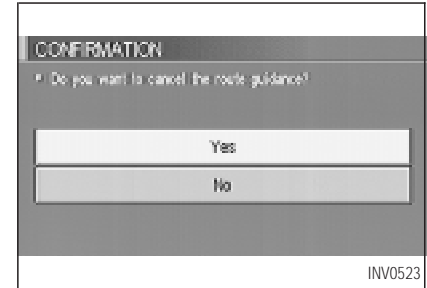 CONFIRMATION
Do you want to cancel the route guidance?
Yes
No
INV0523